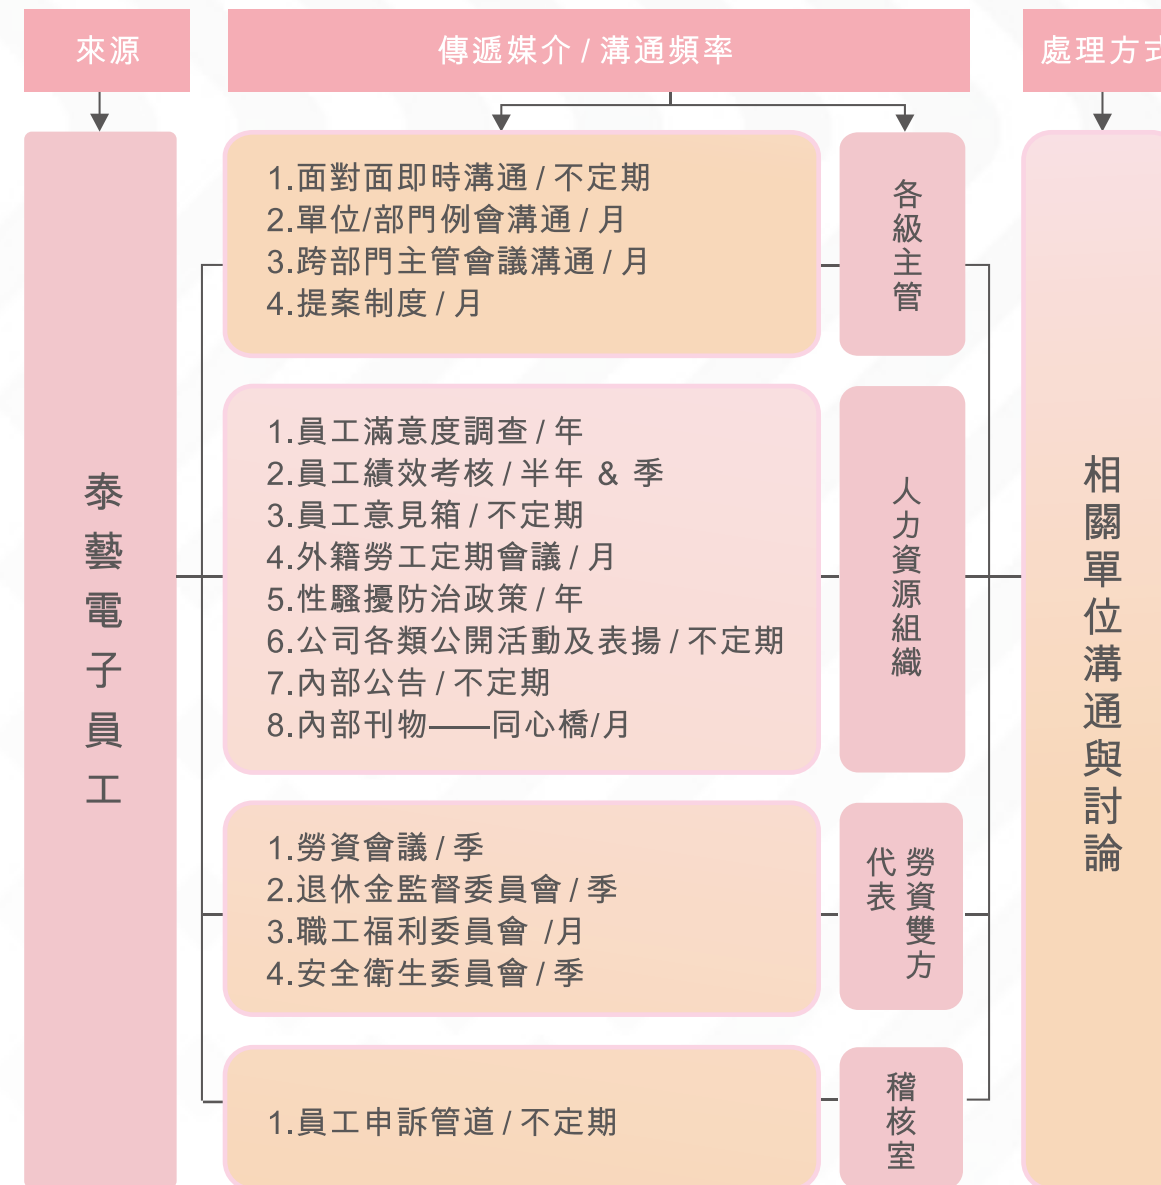 來源
傳遞媒介 / 溝通頻率
處理方式
泰藝電子員工
1.面對面即時溝通 / 不定期
2.單位/部門例會溝通 / 月
3.跨部門主管會議溝通 / 月
4.提案制度 / 月
各級主管
1.員工滿意度調查 / 年
2.員工績效考核 / 半年 & 季
3.員工意見箱 / 不定期
4.外籍勞工定期會議 / 月
5.性騷擾防治政策 / 年
6.公司各類公開活動及表揚 / 不定期
7.內部公告 / 不定期
8.內部刊物——同心橋/月
人力資源組織
1.勞資會議 / 季
2.退休金監督委員會 / 季
3.職工福利委員會 /月
4.安全衛生委員會 / 季
勞資雙方
代表
1.員工申訴管道 / 不定期
稽核室
相關單位溝通與討論